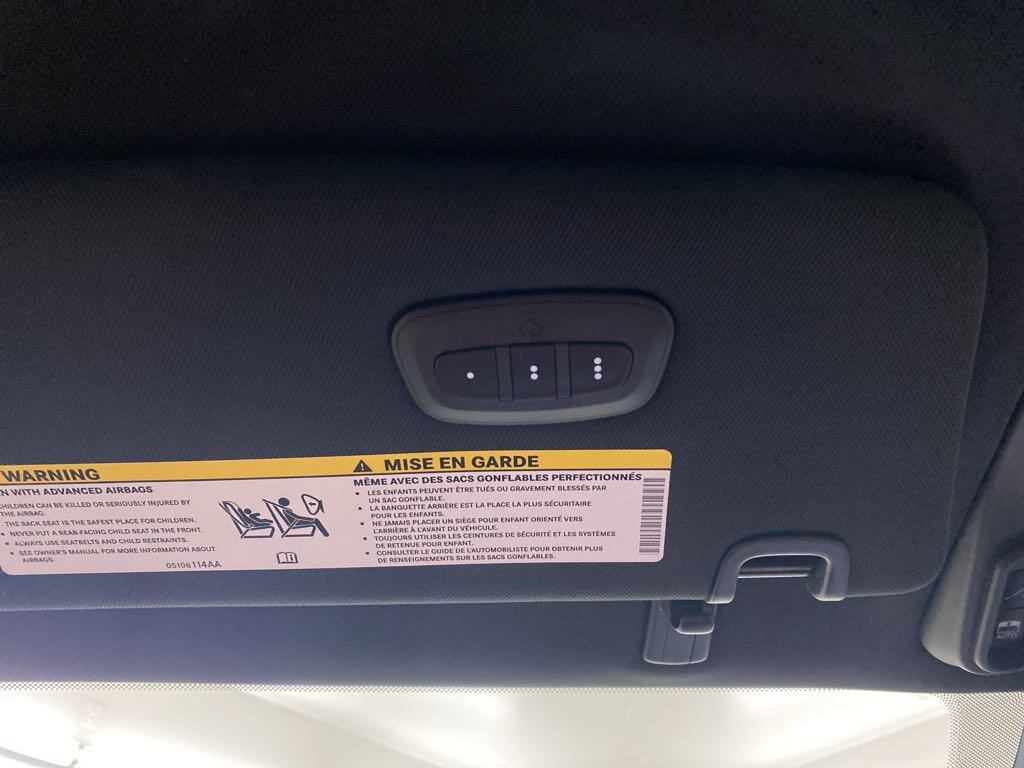 WARNING
N WITH ADVANCED AIRBAGS
CHILDREN CAN BE KILLED OR SERIOUSLY INJURED BY
THE AIRBAG.
THE BACK SEAT IS THE SAFEST PLACE FOR CHILDREN.
• NEVER PUT A REAR-FACING CHILD SEAT IN THE FRONT.
• ALWAYS USE SEATBELTS AND CHILD RESTRAINTS.
• SEE OWNER'S MANUAL FOR MORE INFORMATION ABOUT
AIRBAGS.
05108114AA
MISE EN GARDE
MÊME AVEC DES SACS GONFLABLES PERFECTIONNÉS
• LES ENFANTS PEUVENT ÊTRE TUÉS OU GRAVEMENT BLESSÉS PAR
UN SAC GONFLABLE.
• LA BANQUETTE ARRIÈRE EST LA PLACE LA PLUS SÉCURITAIRE
POUR LES ENFANTS.
• NE JAMAIS PLACER UN SIÈGE POUR ENFANT ORIENTÉ VERS
L'ARRIÈRE À L'AVANT DU VÉHICULE.
• TOUJOURS UTILISER LES CEINTURES DE SÉCURITÉ ET LES SYSTÈMES
DE RETENUE POUR ENFANT.
• CONSULTER LE GUIDE DE L'AUTOMOBILISTE POUR OBTENIR PLUS
DE RENSEIGNEMENTS SUR LES SACS GONFLABLES.
AUTO